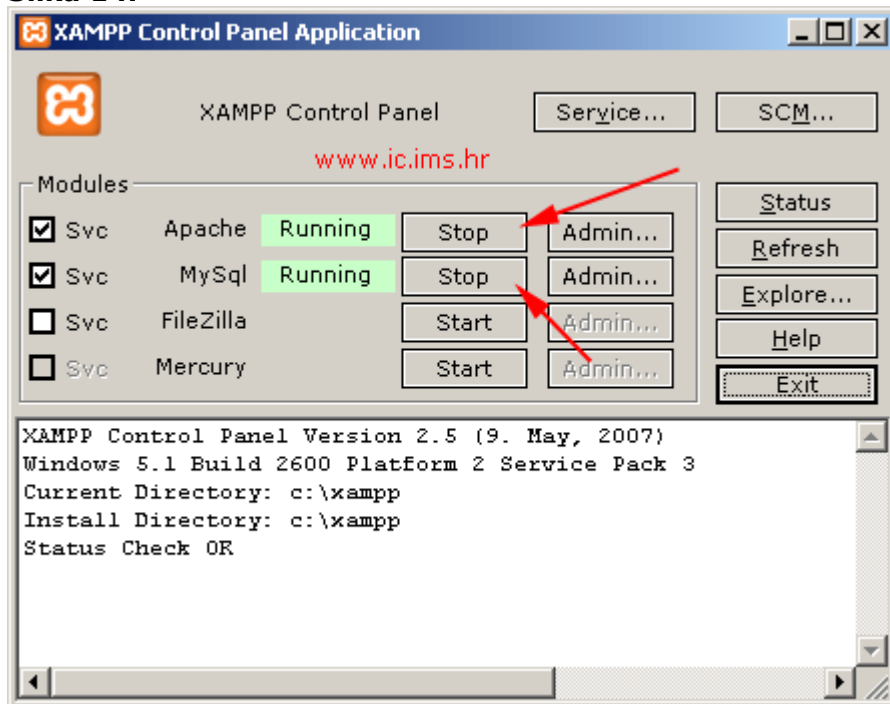 XAMPP Control Panel Application
XAMPP Control Panel Service... SCM...
www.ic.ims.hr
Modules
Svc Apache Running Stop Admin...
Svc MySql Running Stop Admin...
Svc FileZilla Start Admin...
Svc Mercury Start Admin...
Status
Refresh
Explore...
Help
Exit
XAMPP Control Panel Version 2.5 (9. May, 2007)
Windows 5.1 Build 2600 Platform 2 Service Pack 3
Current Directory: c:\xampp
Install Directory: c:\xampp
Status Check OK